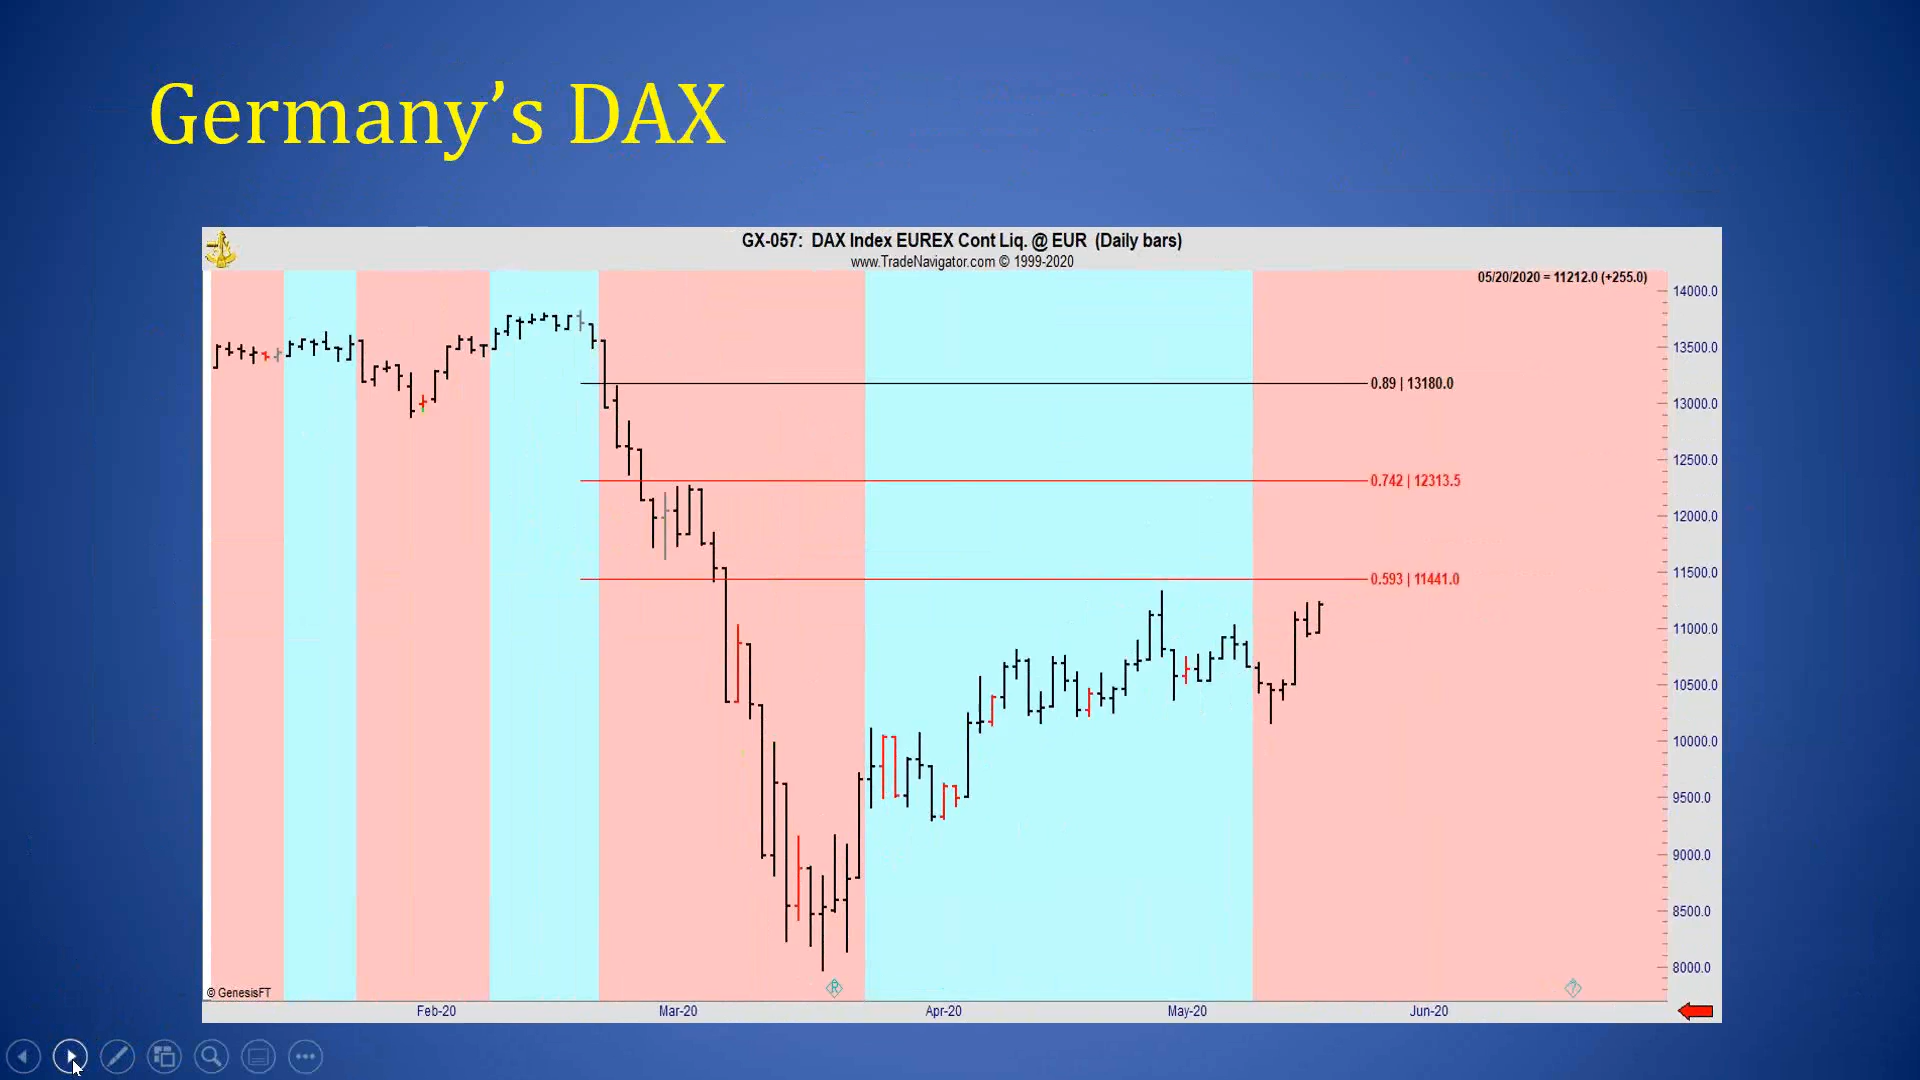 Germany’s DAX
GX-057: DAX Index EUREX Cont Liq. @ EUR (Daily bars)
www.TradeNavigator.com © 1999-2020
05/20/2020 = 11212.0 (+255.0)
14000.0
13500.0
0.89 | 13180.0
13000.0
12500.0
0.742 | 12313.5
12000.0
11500.0
0.593 | 11441.0
11000.0
10500.0
10000.0
9500.0
9000.0
8500.0
8000.0
R
?
© GenesisFT
Feb-20
Mar-20
Apr-20
May-20
Jun-20